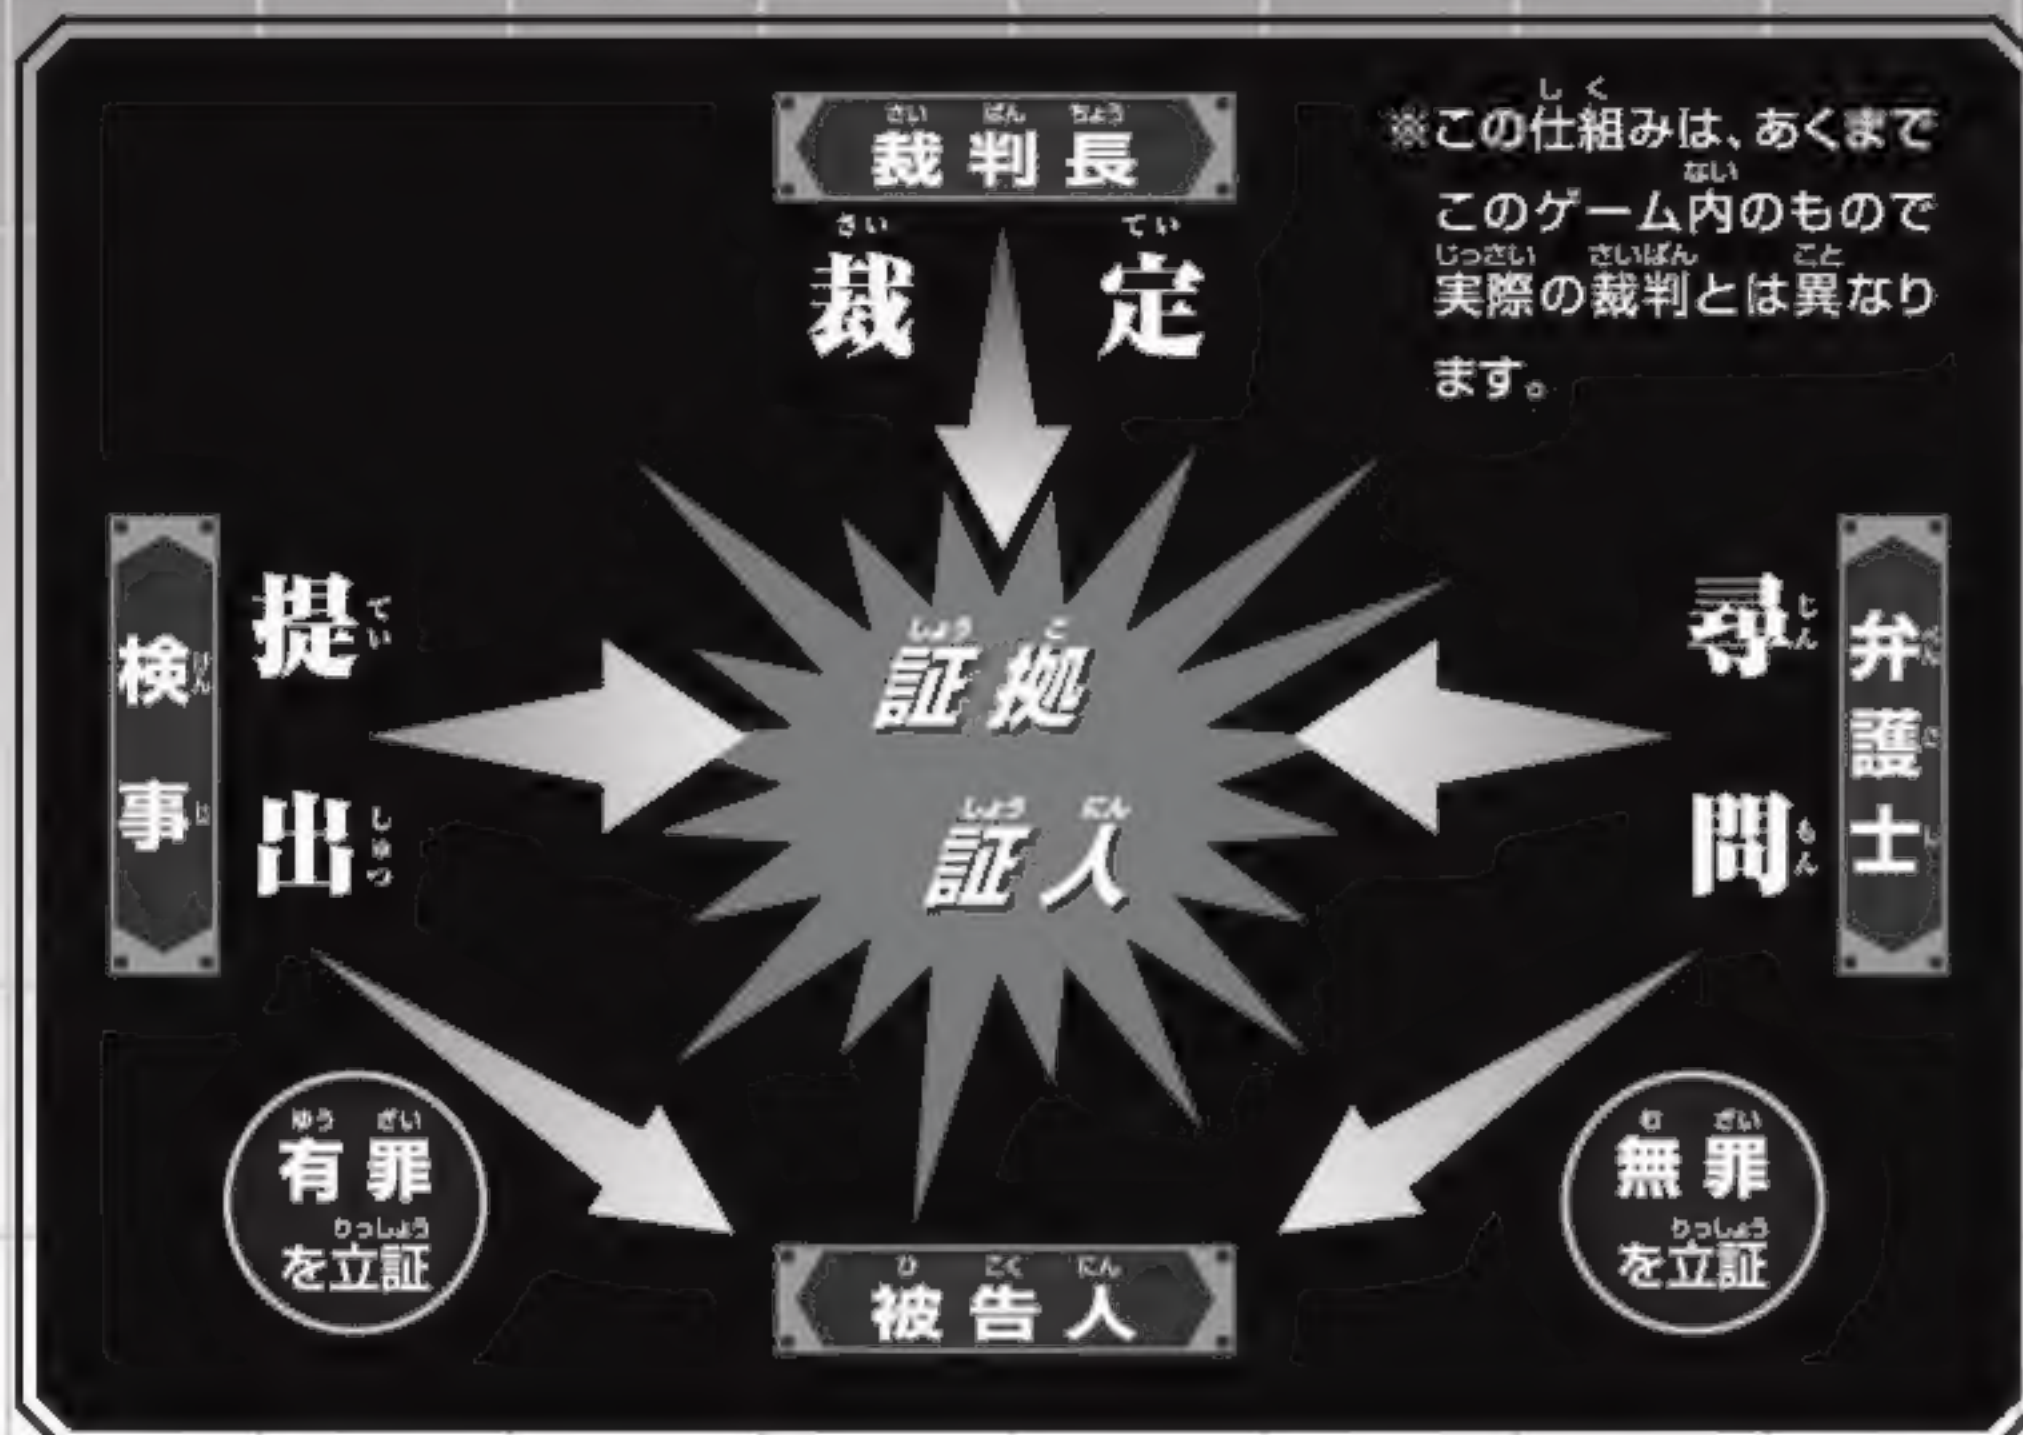 裁判長
裁定
※この仕組みは、あくまで
このゲーム内のもので
実際の裁判とは異なり
ます。
検事
提出
証拠
証人
尋問
弁護士
有罪
を立証
無罪
を立証
被告人